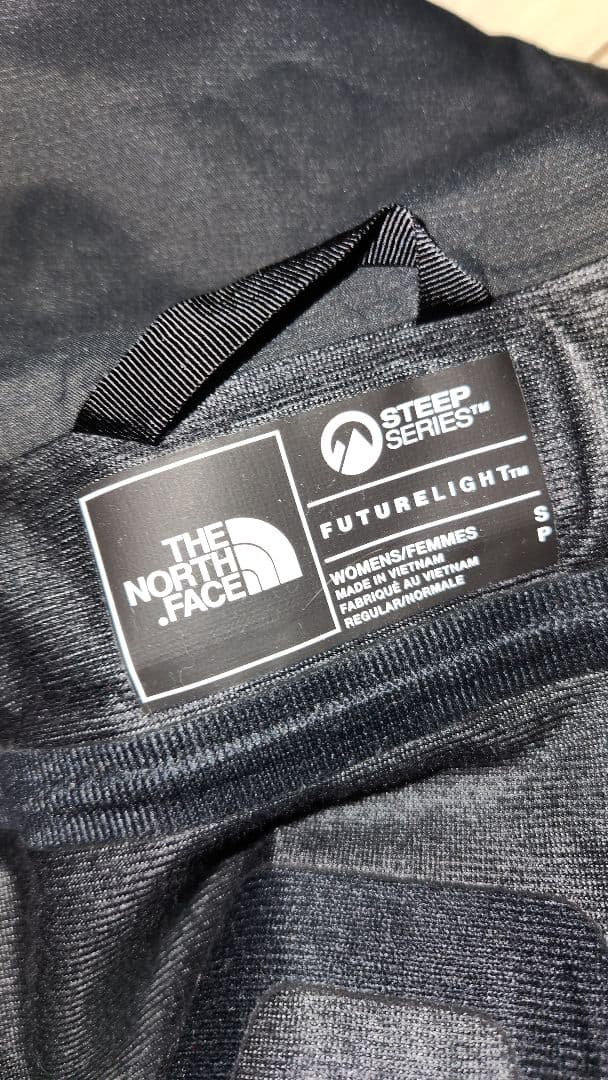 THE
NORTH
FACE
STEEP
SERIES™
FUTURELIGHT™
WOMENS/FEMMES
MADE IN VIETNAM
FABRIQUÉ AU VIETNAM
REGULAR/NORMALE
S
P